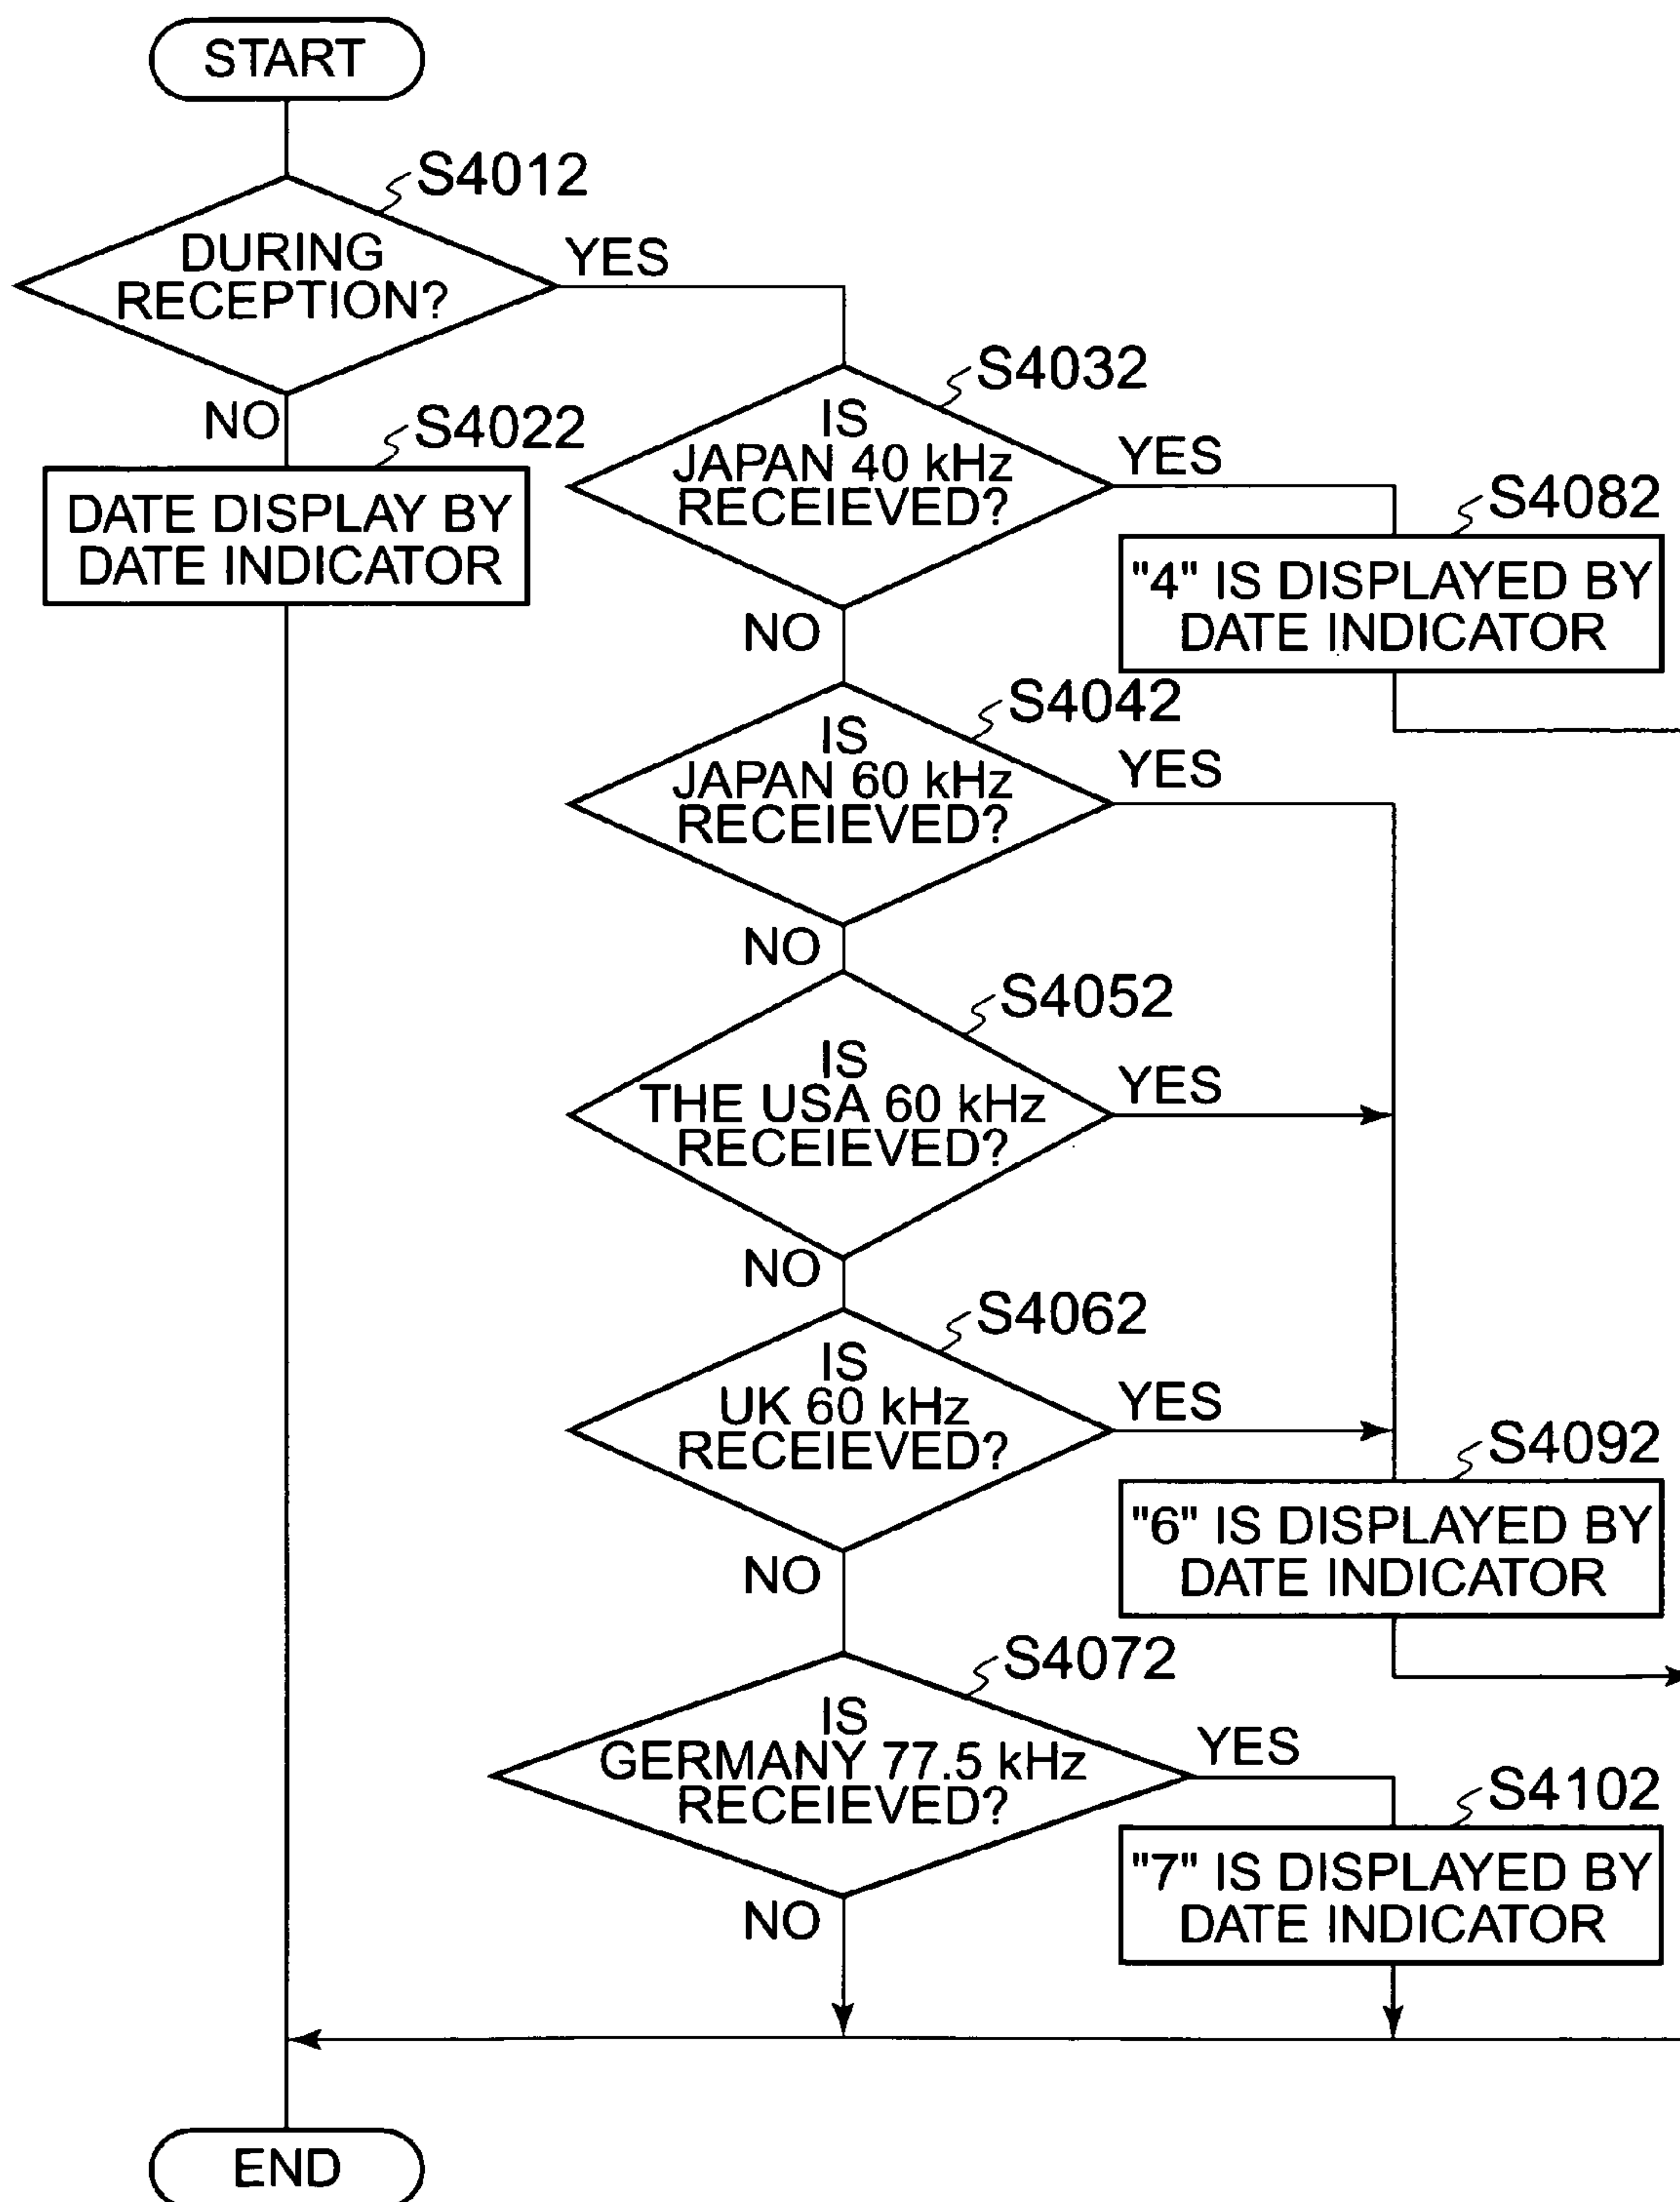 START
S4012
DURING
RECEPTION?
YES
NO
S4022
DATE DISPLAY BY
DATE INDICATOR
S4032
IS
JAPAN 40 kHz
RECEIEVED?
YES
NO
S4082
"4" IS DISPLAYED BY
DATE INDICATOR
S4042
IS
JAPAN 60 kHz
RECEIEVED?
YES
NO
S4052
IS
THE USA 60 kHz
RECEIEVED?
YES
NO
S4062
IS
UK 60 kHz
RECEIEVED?
YES
NO
S4092
"6" IS DISPLAYED BY
DATE INDICATOR
S4072
IS
GERMANY 77.5 kHz
RECEIEVED?
YES
NO
S4102
"7" IS DISPLAYED BY
DATE INDICATOR
END